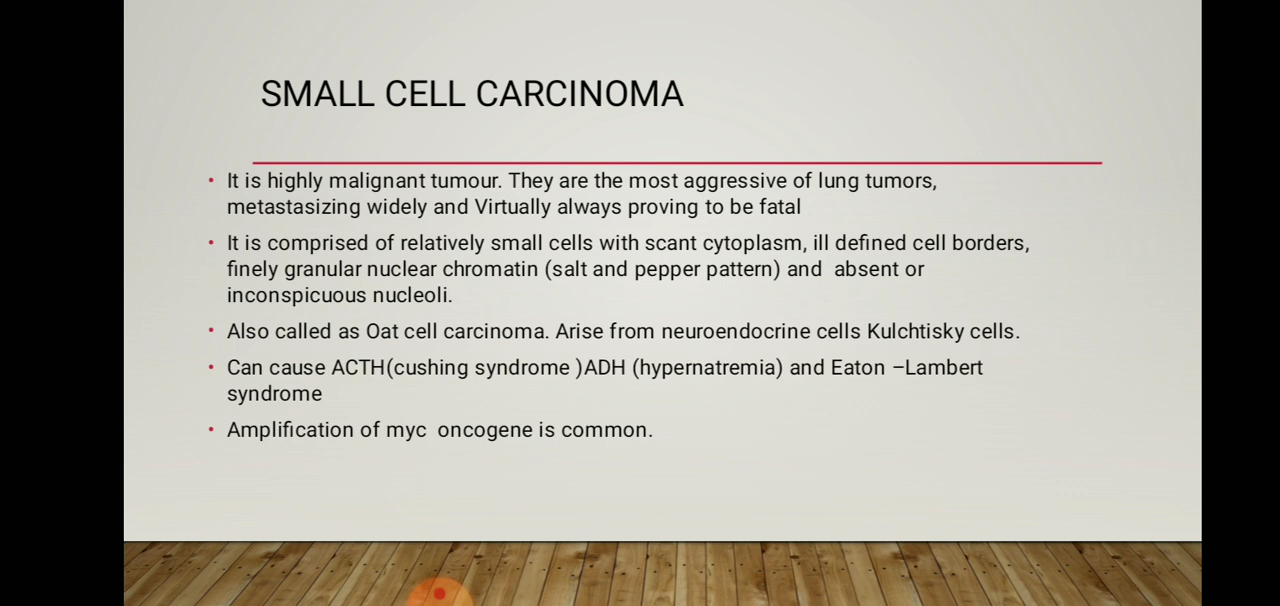 SMALL CELL CARCINOMA
• It is highly malignant tumour. They are the most aggressive of lung tumors,
metastasizing widely and Virtually always proving to be fatal
• It is comprised of relatively small cells with scant cytoplasm, ill defined cell borders,
finely granular nuclear chromatin (salt and pepper pattern) and  absent or
inconspicuous nucleoli.
• Also called as Oat cell carcinoma. Arise from neuroendocrine cells Kulchtisky cells.
• Can cause ACTH(cushing syndrome )ADH (hypernatremia) and Eaton –Lambert
syndrome
• Amplification of myc  oncogene is common.